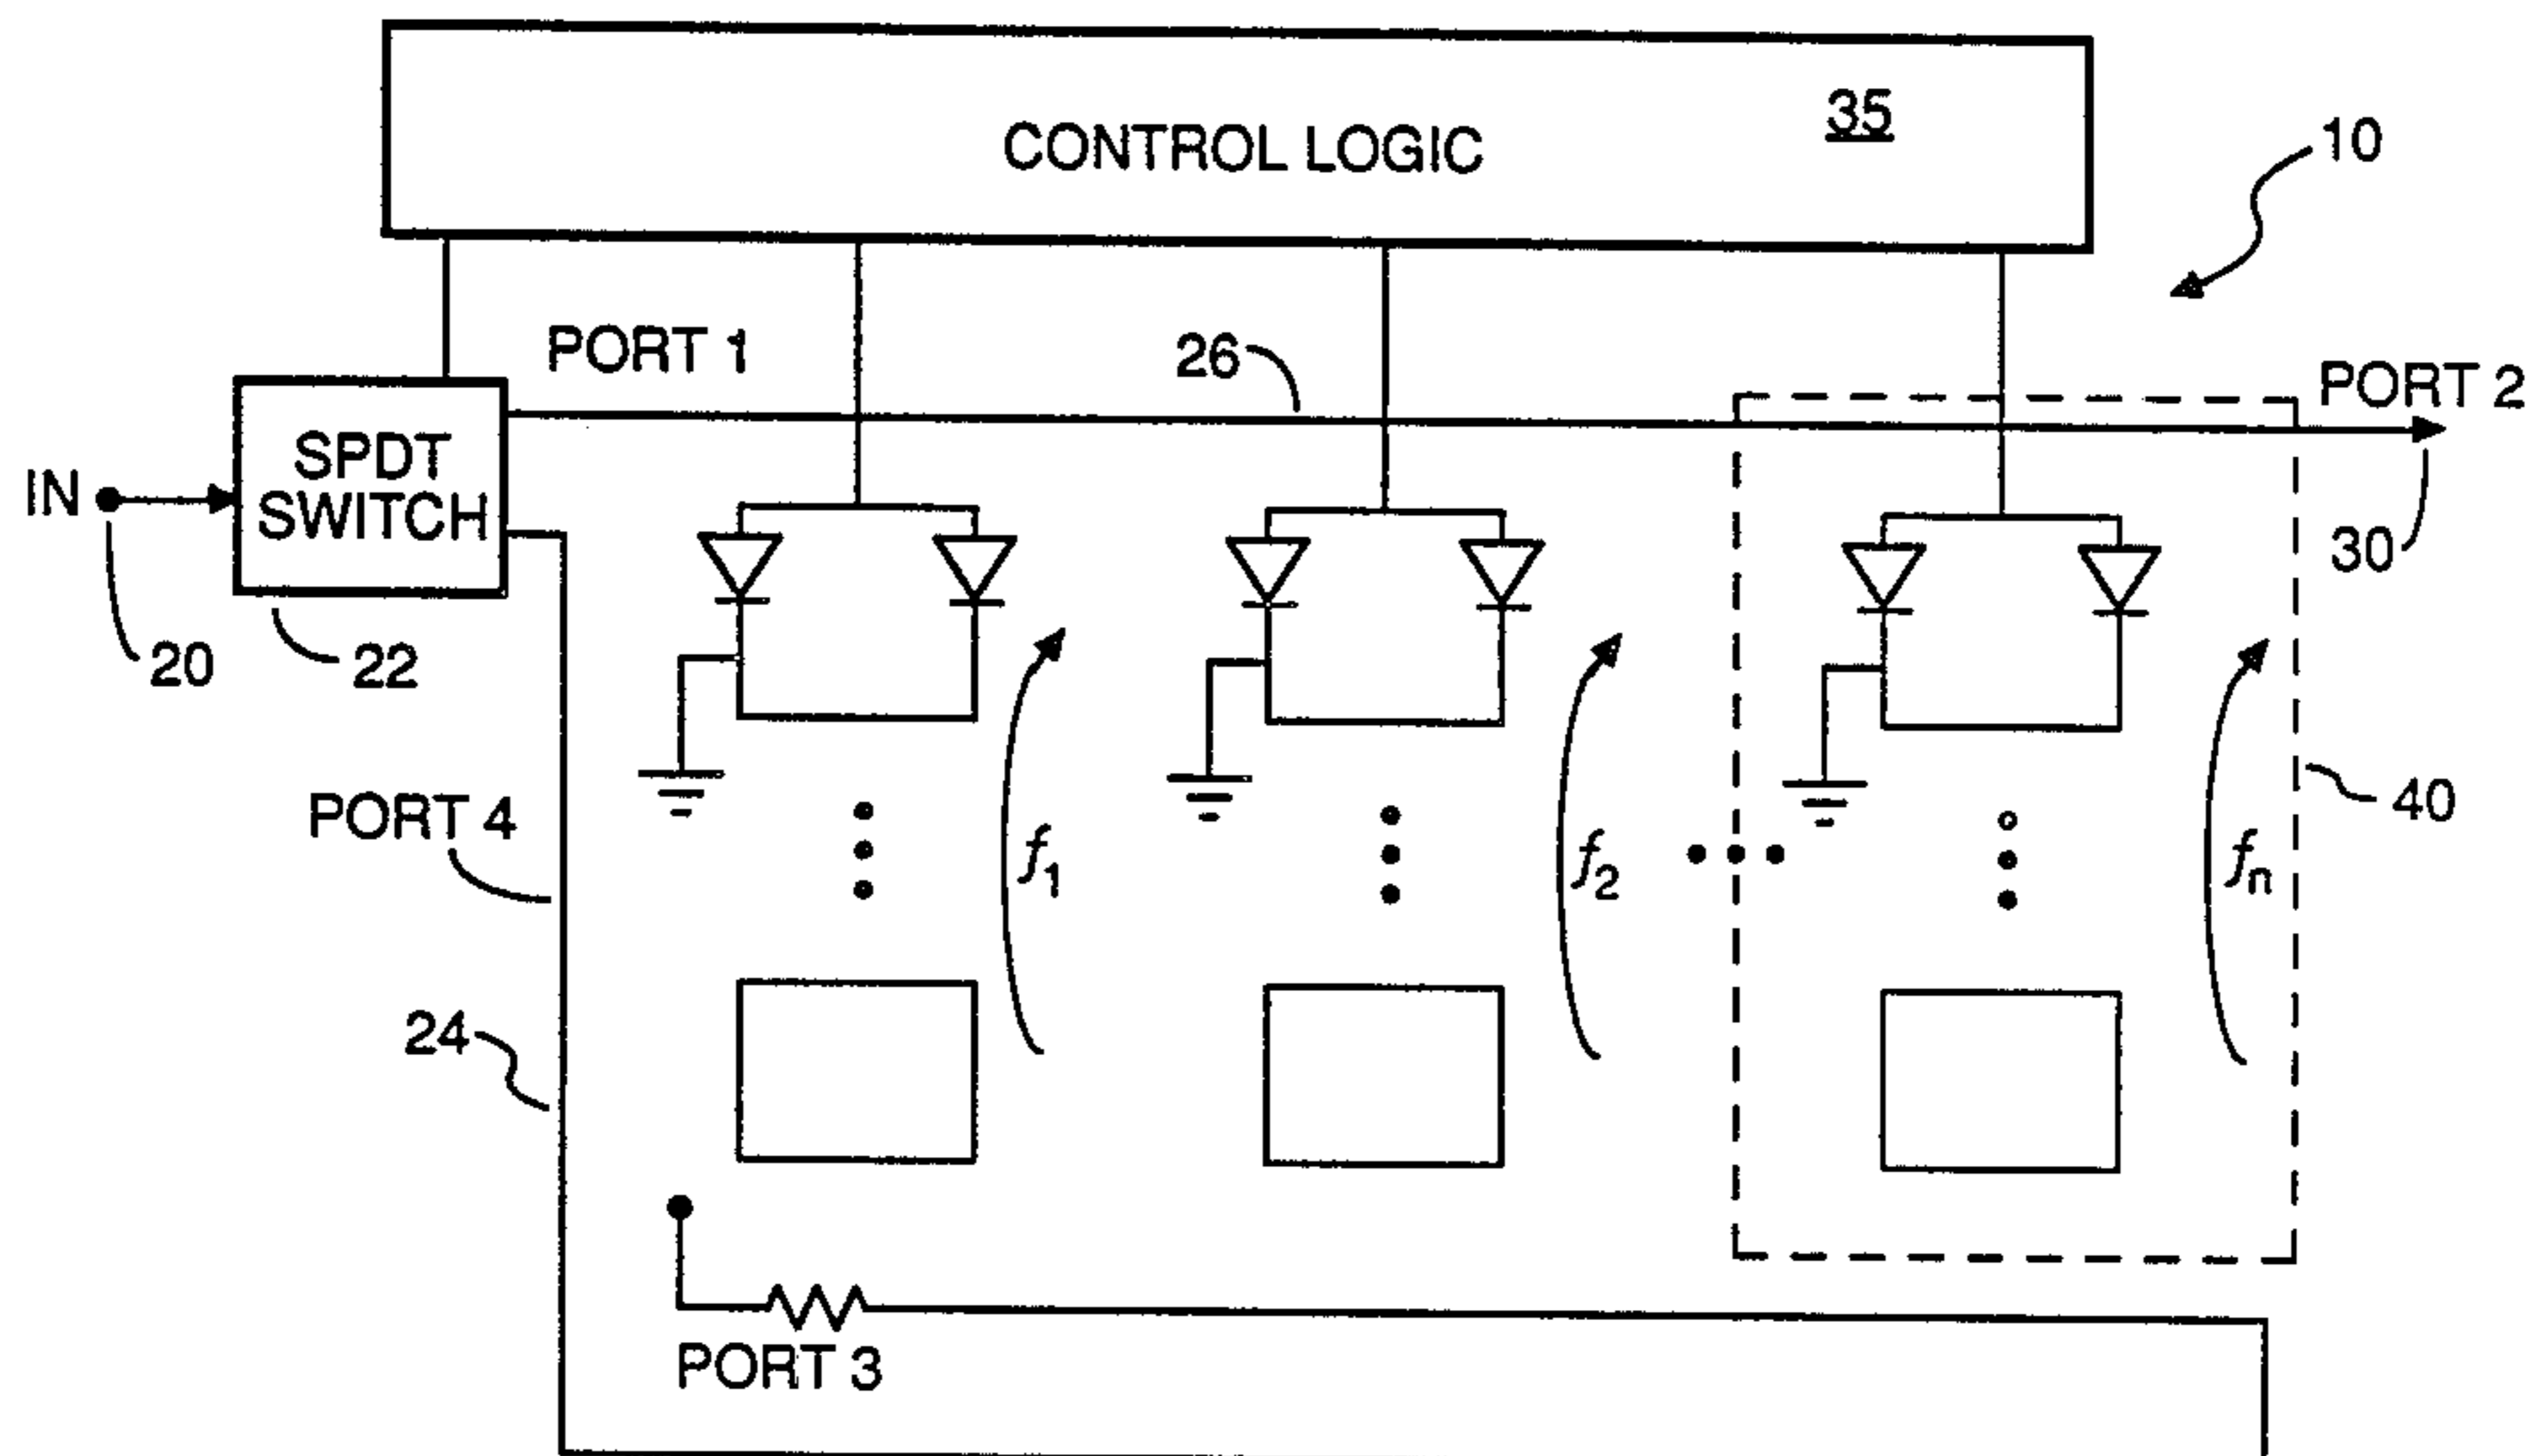 CONTROL LOGIC
35
10
PORT 1
26
PORT 2
IN
SPDT
SWITCH
20
22
30
PORT 4
f1
f2
fn
40
24
PORT 3